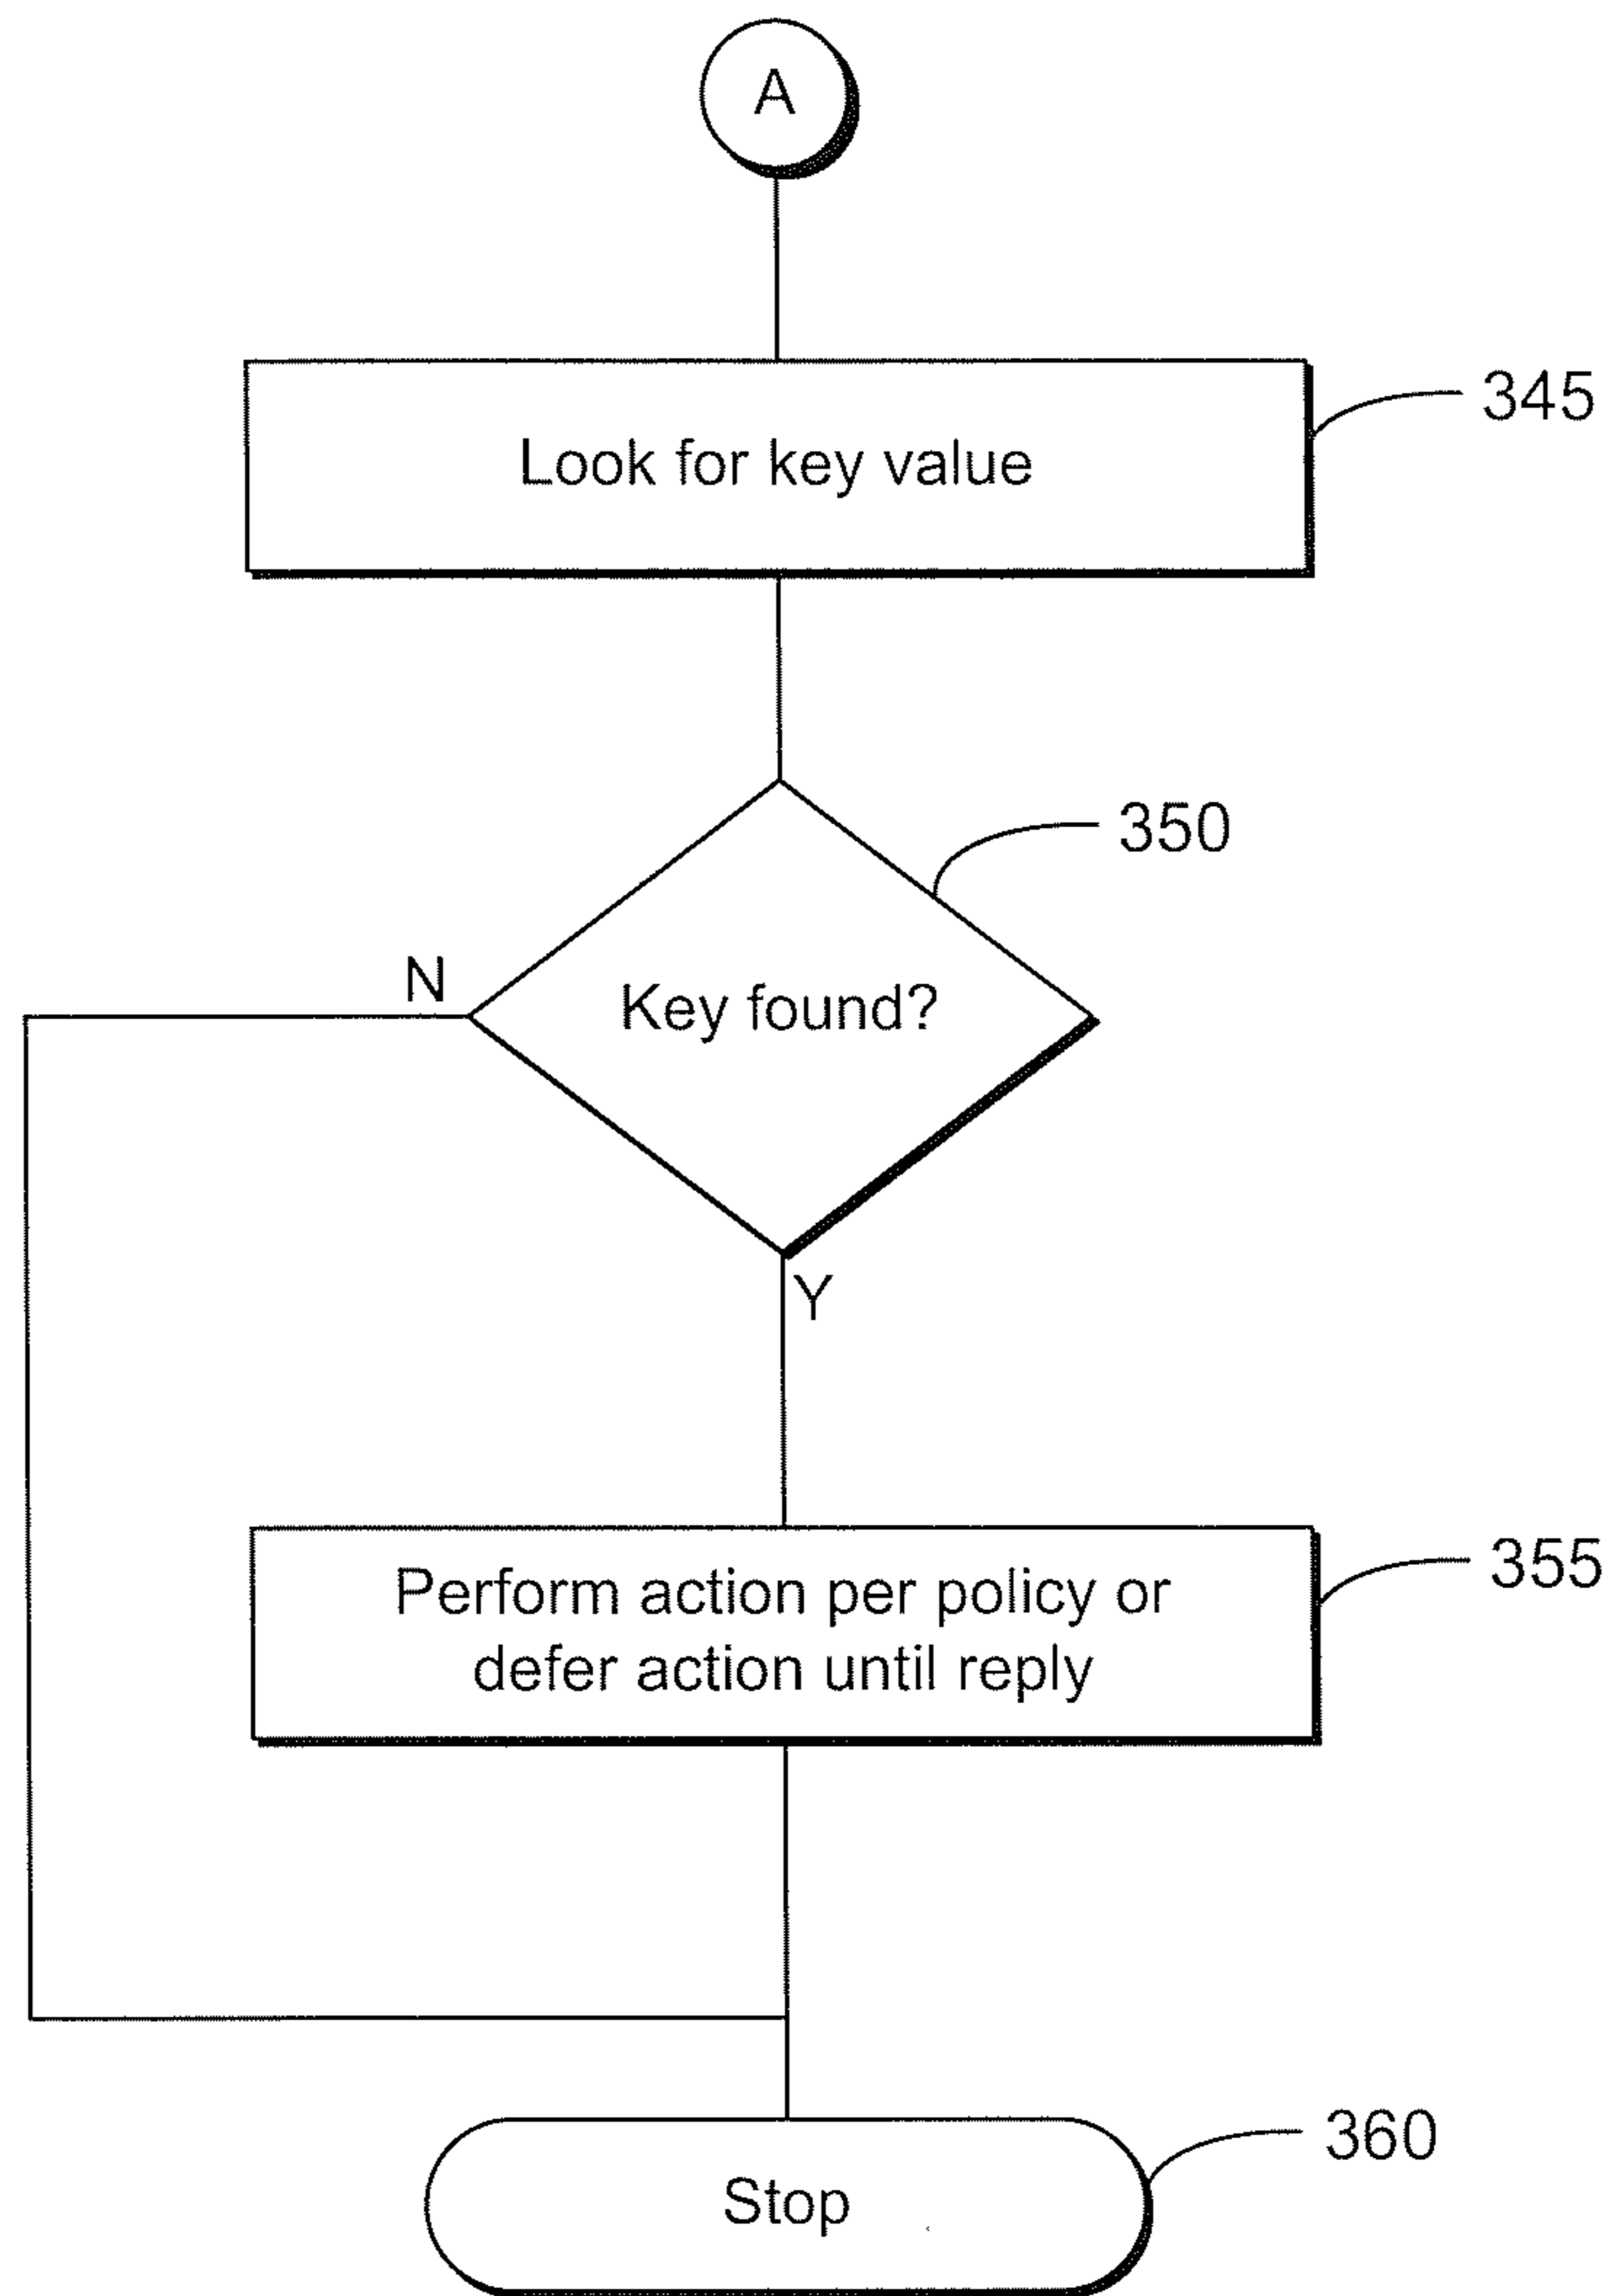 A
Look for key value
345
350
N
Key found?
Y
Perform action per policy or
defer action until reply
355
Stop
360